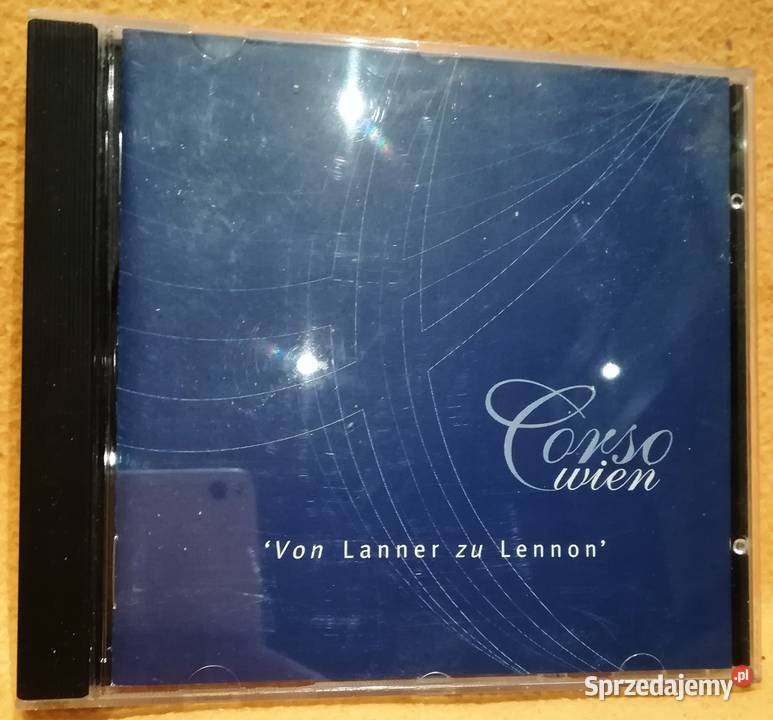 Corso
wien
‘Von Lanner zu Lennon’
Sprzedajemy.pl